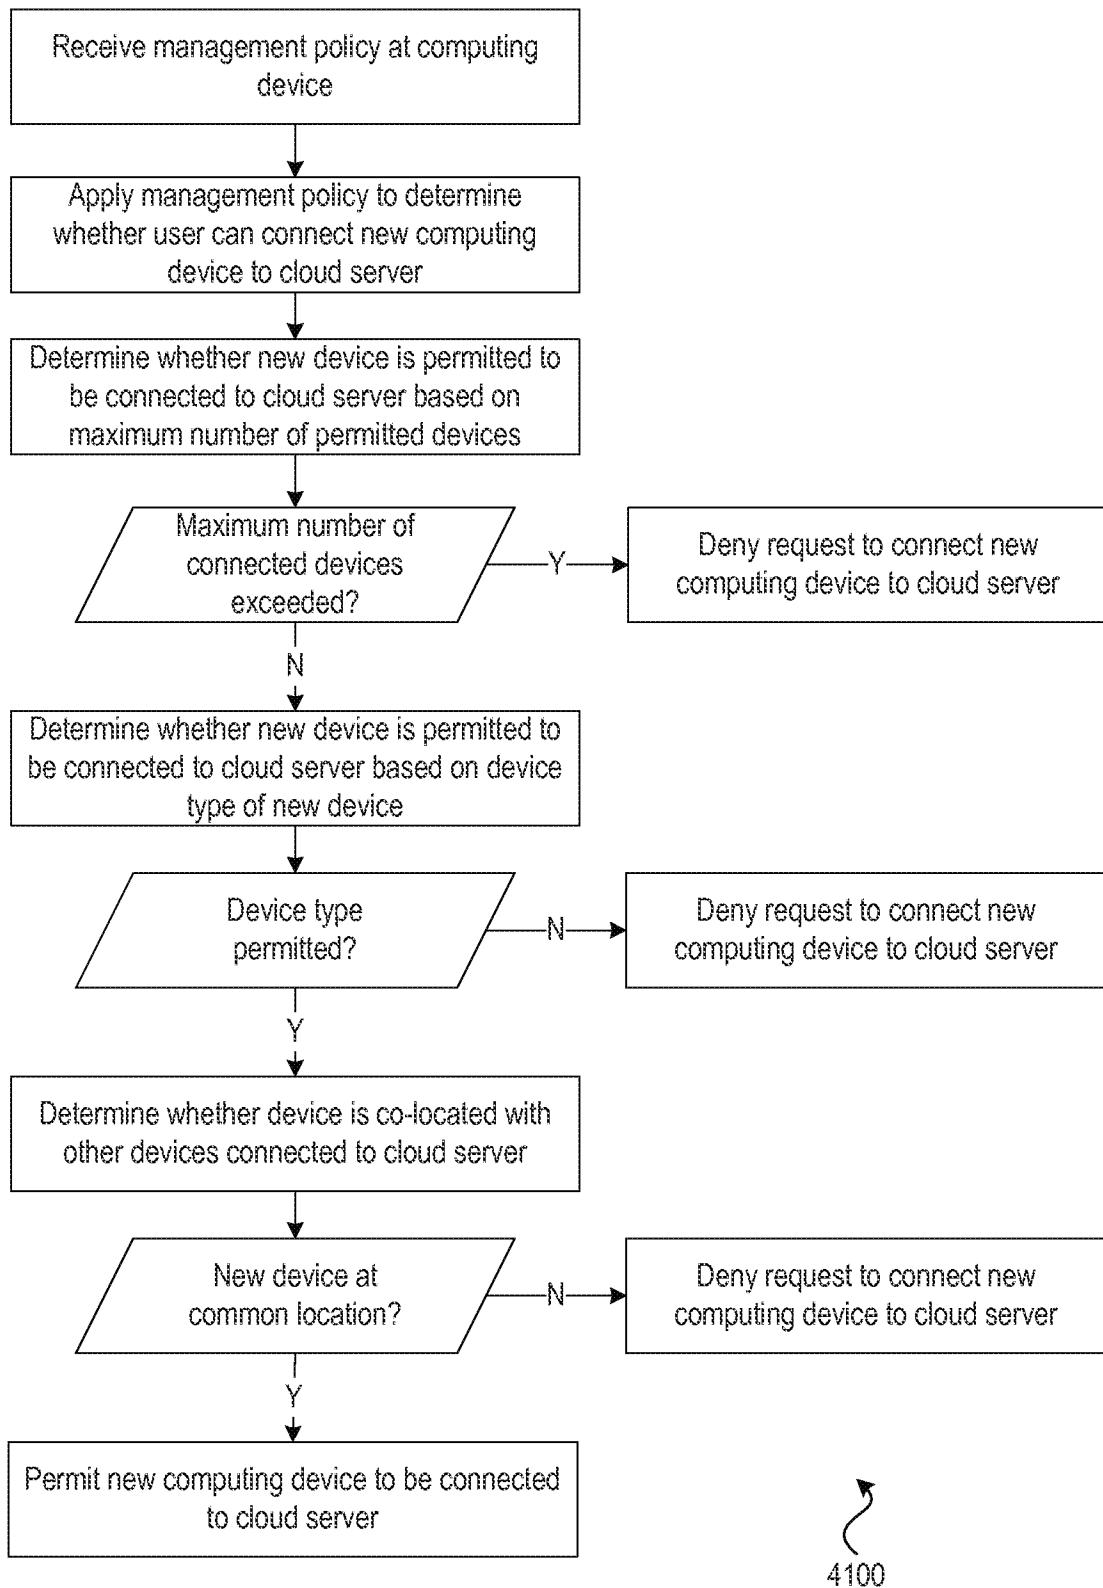 Receive management policy at computing
device
Apply management policy to determine
whether user can connect new computing
device to cloud server
Determine whether new device is permitted to
be connected to cloud server based on
maximum number of permitted devices
Maximum number of
connected devices
exceeded?
Y
Deny request to connect new
computing device to cloud server
N
Determine whether new device is permitted to
be connected to cloud server based on device
type of new device
Device type
permitted?
N
Deny request to connect new
computing device to cloud server
Y
Determine whether device is co-located with
other devices connected to cloud server
New device at
common location?
N
Deny request to connect new
computing device to cloud server
Y
Permit new computing device to be connected
to cloud server
4100